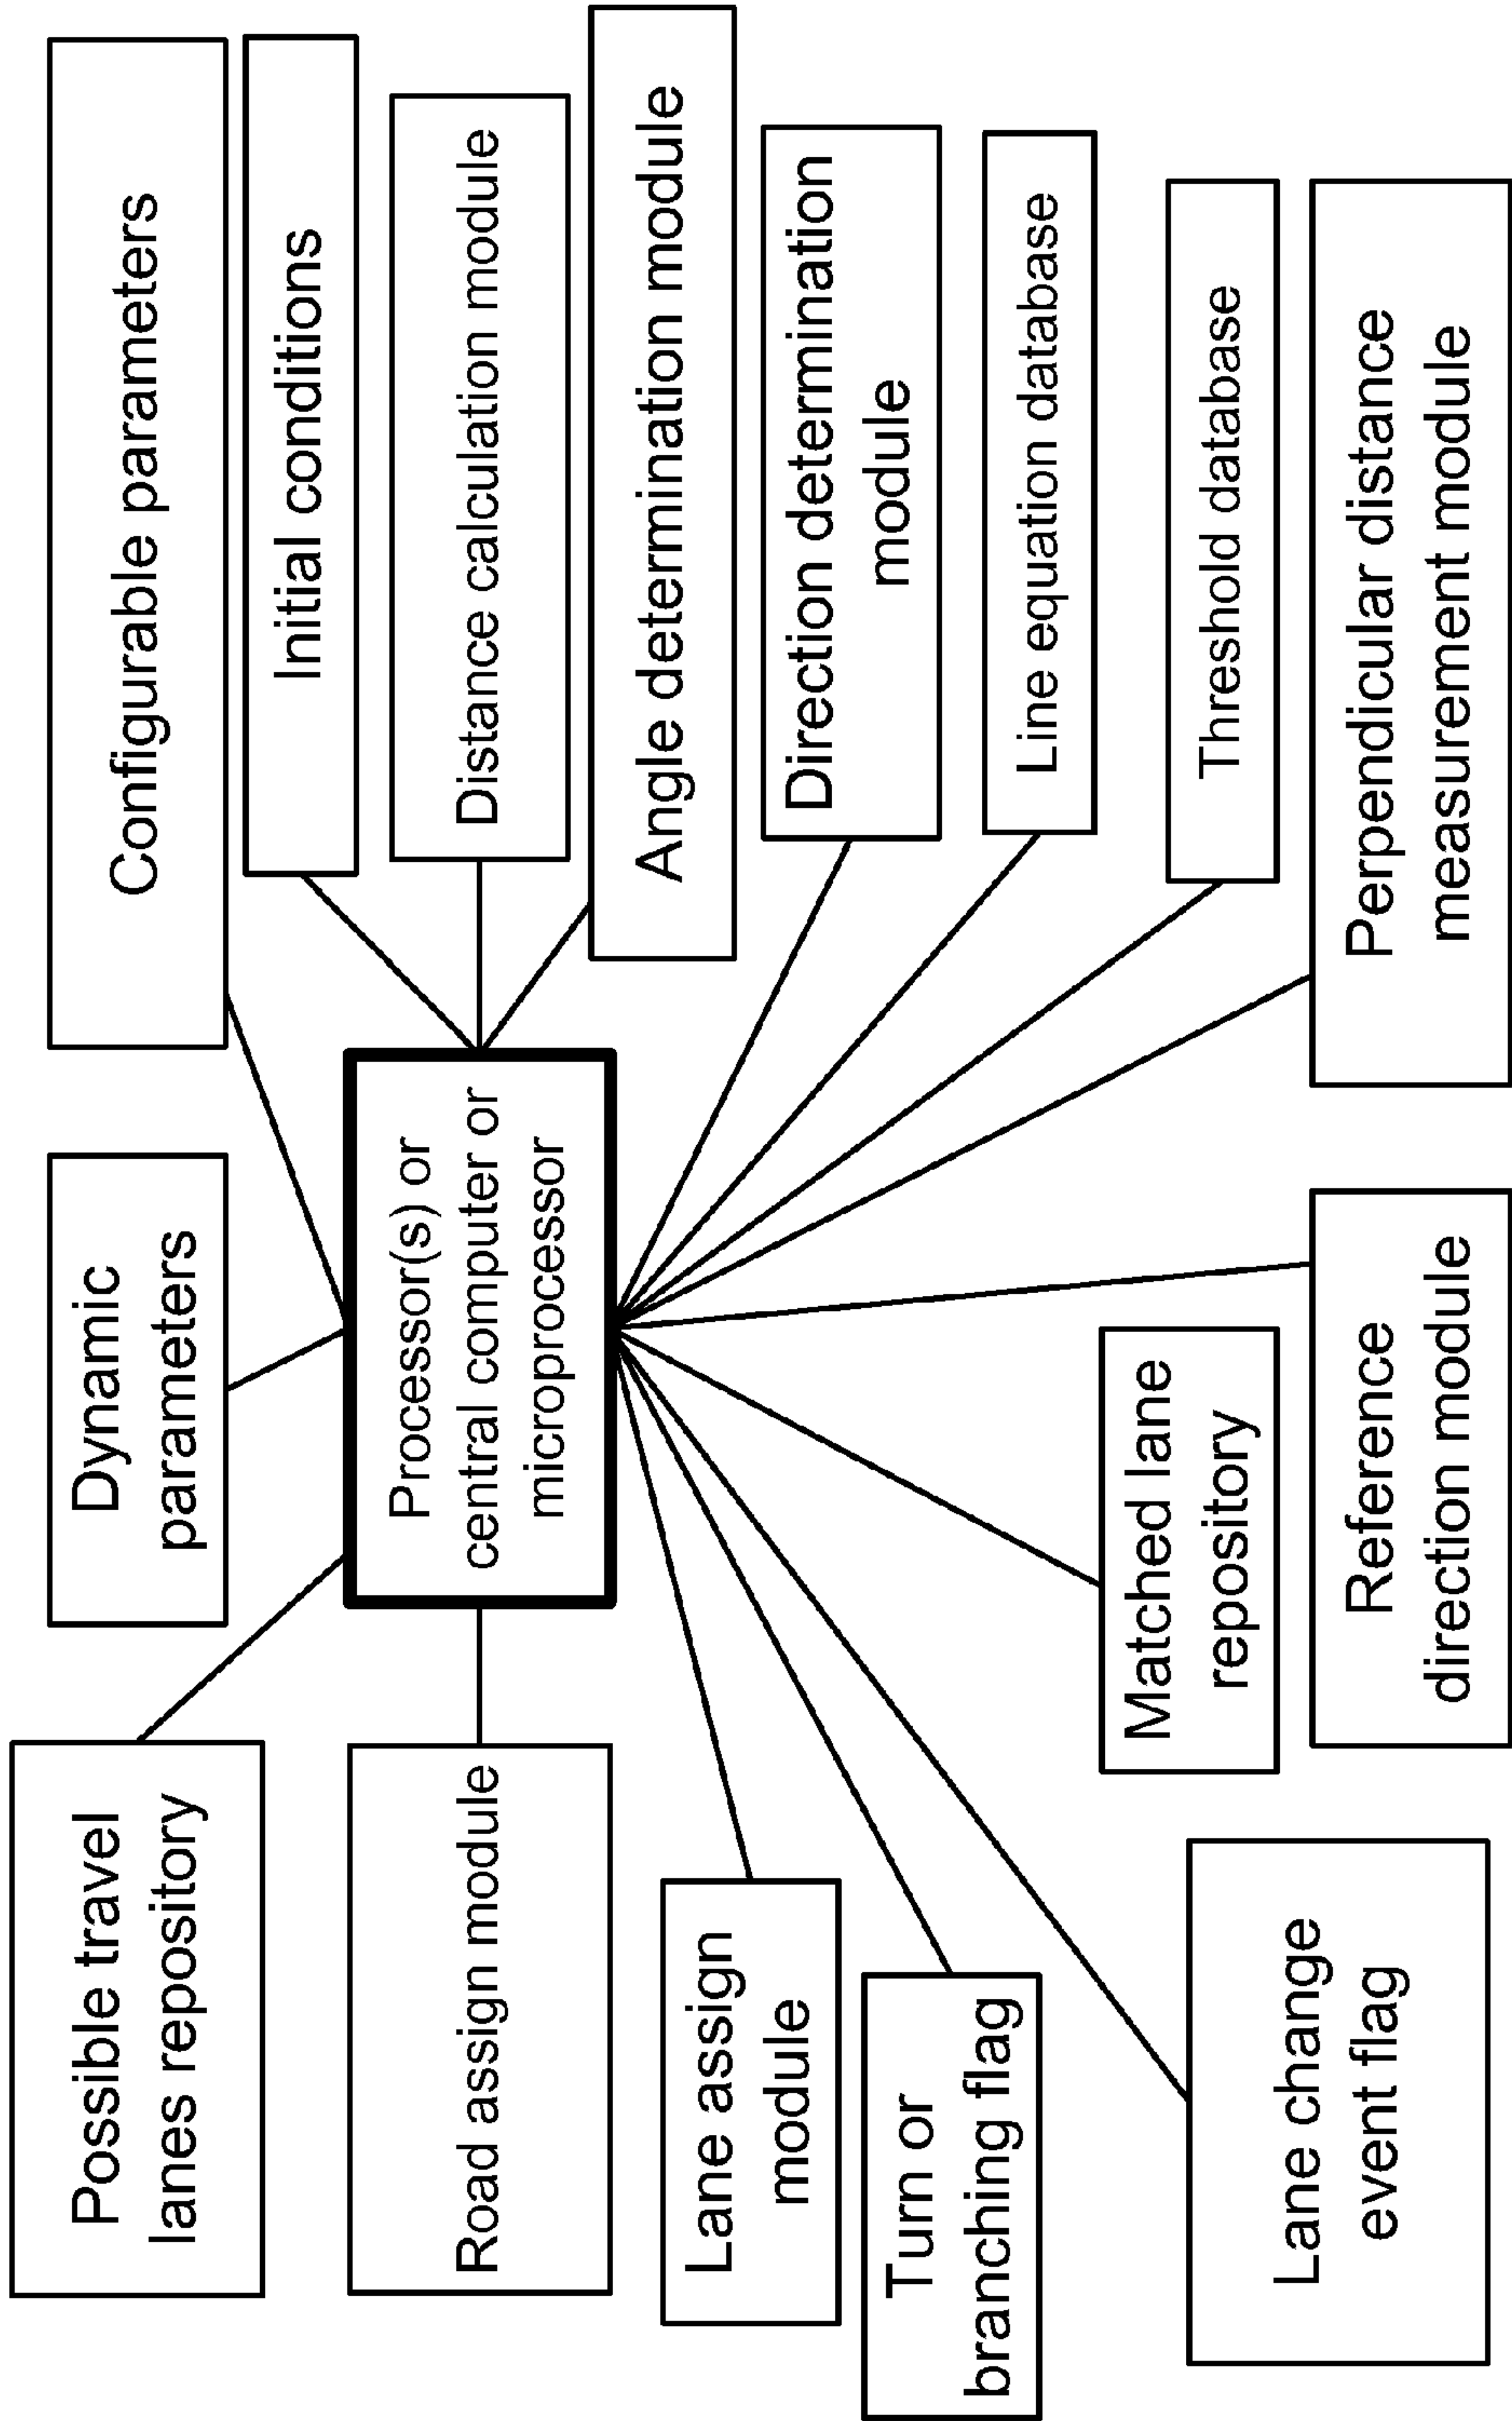 Possible travel
lanes repository
Dynamic
parameters
Configurable parameters
Initial conditions
Road assign module
Processor(s) or
central computer or
microprocessor
Distance calculation module
Angle determination module
Lane assign
module
Direction determination
module
Turn or
branching flag
Line equation database
Matched lane
repository
Threshold database
Lane change
event flag
Reference
direction module
Perpendicular distance
measurement module